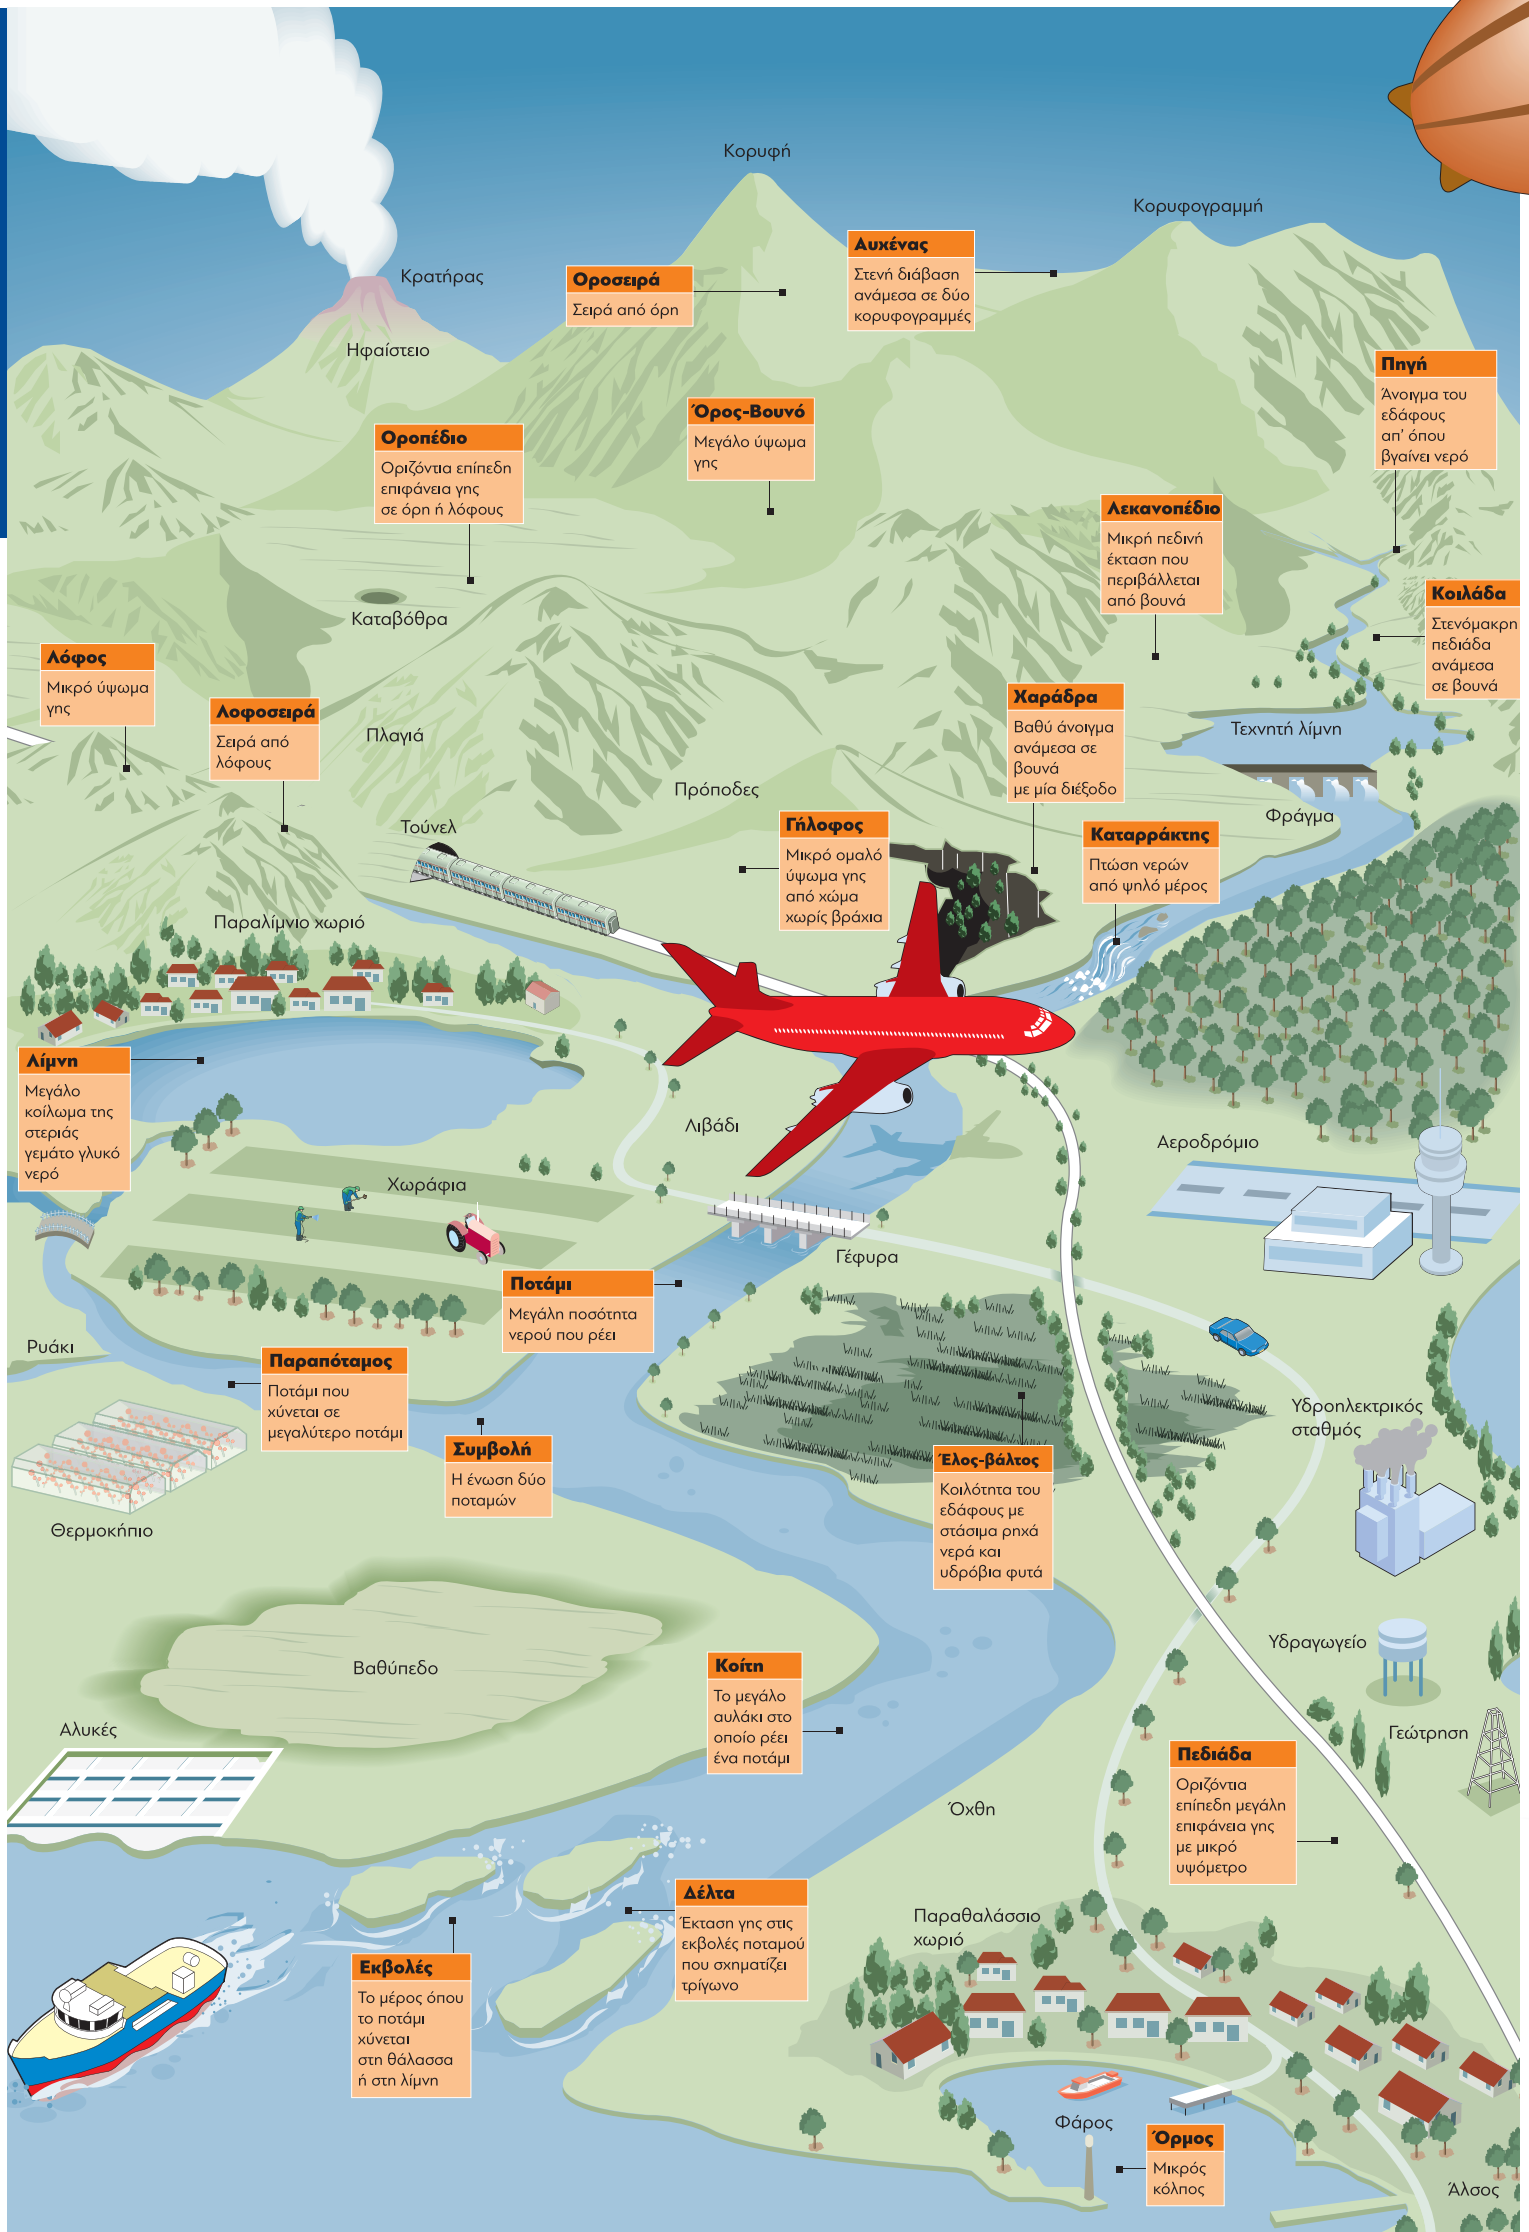 Κορυφή
Κορυφογραμμή
Αυχένας
Στενή διάβαση
ανάμεσα σε δύο
κορυφογραμμές
Κρατήρας
Οροσειρά
Σειρά από όρη
Ηφαίστειο
Πηγή
Άνοιγμα του
εδάφους
απ' όπου
βγαίνει νερό
Όρος-Βουνό
Μεγάλο ύψωμα
γης
Οροπέδιο
Οριζόντια επίπεδη
επιφάνεια γης
σε όρη ή λόφους
Λεκανοπέδιο
Μικρή πεδινή
έκταση που
περιβάλλεται
από βουνά
Κοιλάδα
Στενόμακρη
πεδιάδα
ανάμεσα
σε βουνά
Καταβόθρα
Λόφος
Μικρό ύψωμα
γης
Λοφοσειρά
Σειρά από
λόφους
Πλαγιά
Χαράδρα
Βαθύ άνοιγμα
ανάμεσα σε
βουνά
με μία διέξοδο
Τεχνητή λίμνη
Πρόποδες
Φράγμα
Τούνελ
Γήλοφος
Μικρό ομαλό
ύψωμα γης
από χώμα
χωρίς βράχια
Καταρράκτης
Πτώση νερών
από ψηλό μέρος
Παραλίμνιο χωριό
Λίμνη
Μεγάλο
κοίλωμα της
στεριάς
γεμάτο γλυκό
νερό
Λιβάδι
Αεροδρόμιο
Χωράφια
Γέφυρα
Ποτάμι
Μεγάλη ποσότητα
νερού που ρέει
Ρυάκι
Παραπόταμος
Ποτάμι που
χύνεται σε
μεγαλύτερο ποτάμι
Υδροηλεκτρικός
σταθμός
Συμβολή
Η ένωση δύο
ποταμών
Έλος-βάλτος
Κοιλότητα του
εδάφους με
στάσιμα ρηχά
νερά και
υδρόβια φυτά
Θερμοκήπιο
Υδραγωγείο
Βαθύπεδο
Κοίτη
Το μεγάλο
αυλάκι στο
οποίο ρέει
ένα ποτάμι
Αλυκές
Γεώτρηση
Πεδιάδα
Οριζόντια
επίπεδη μεγάλη
επιφάνεια γης
με μικρό
υψόμετρο
Όχθη
Δέλτα
Έκταση γης στις
εκβολές ποταμού
που σχηματίζει
τρίγωνο
Παραθαλάσσιο
χωριό
Εκβολές
Το μέρος όπου
το ποτάμι
χύνεται
στη θάλασσα
ή στη λίμνη
Φάρος
Όρμος
Μικρός
κόλπος
Άλσος